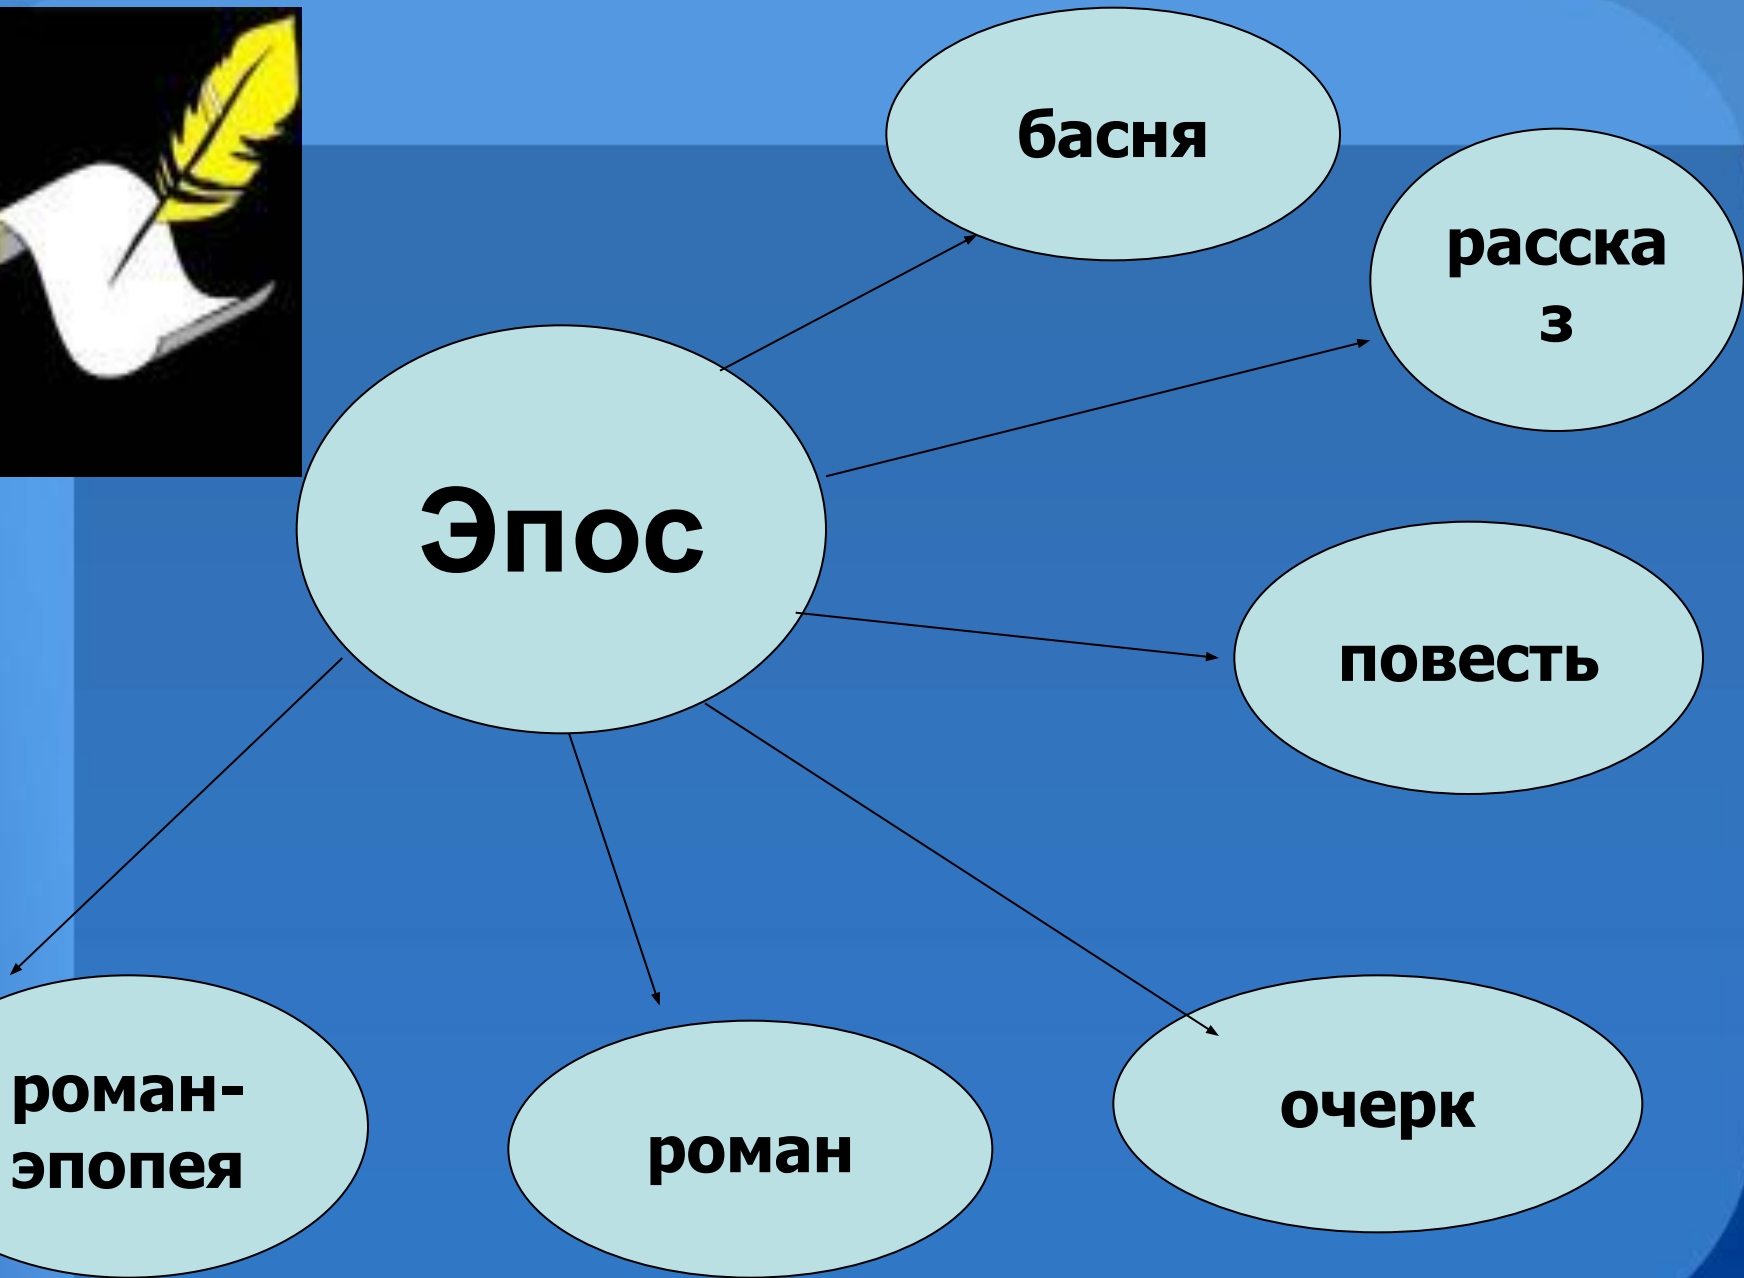 басня
расска
з
Эпос
повесть
роман-
эпопея
роман
очерк